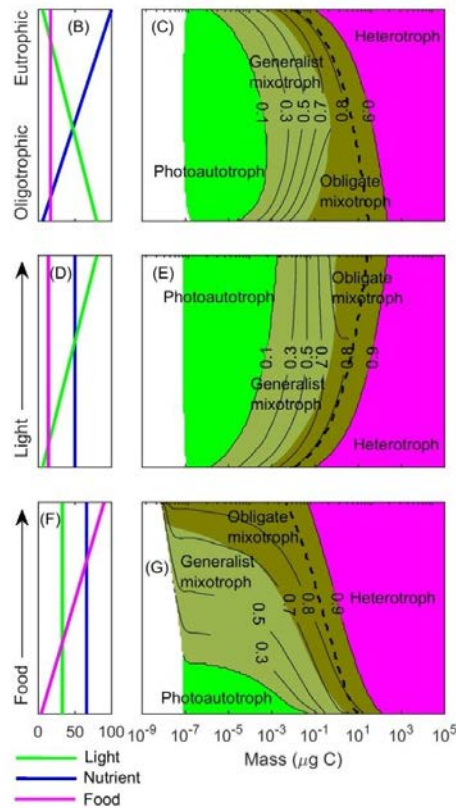 Eutrophic
Oligotrophic
(B)
(C)
Heterotroph
Generalist
mixotroph
0.1
0.3
0.5
0.7
0.8
0.9
Photoautotroph
Obligate
mixotroph
Light
(D)
(E)
Photoautotroph
Obligate
mixotroph
0.1
0.3
0.5
0.7
0.8
0.9
Generalist
mixotroph
Heterotroph
Food
(F)
(G)
Obligate
mixotroph
Generalist
mixotroph
0.9
0.8
0.7
0.5
0.3
Heterotroph
Photoautotroph
0 50 100
10-9 10-7 10-5 10-3 10-1 101 103 105
Mass (μg C)
Light
Nutrient
Food